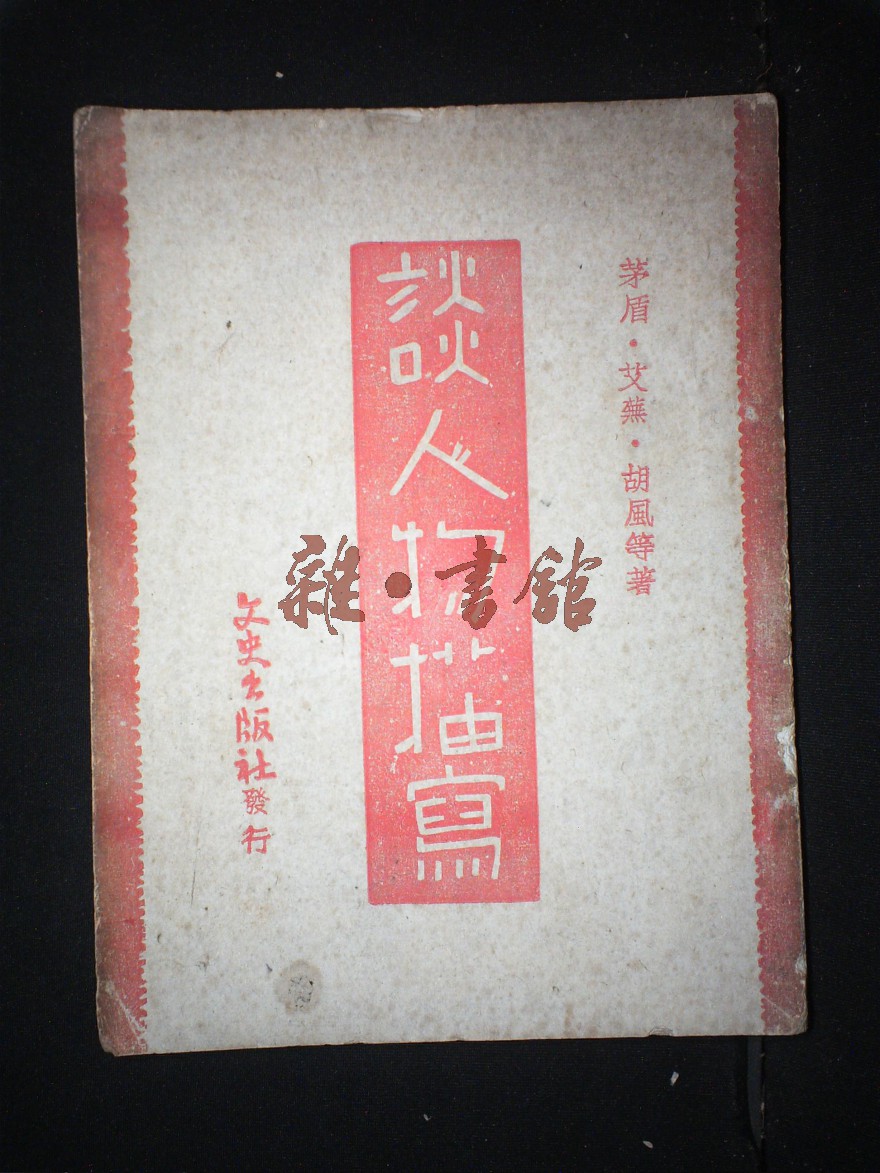 茅盾·艾蕪·胡風等著
談人物描寫
文史出版社發行
雜·書館